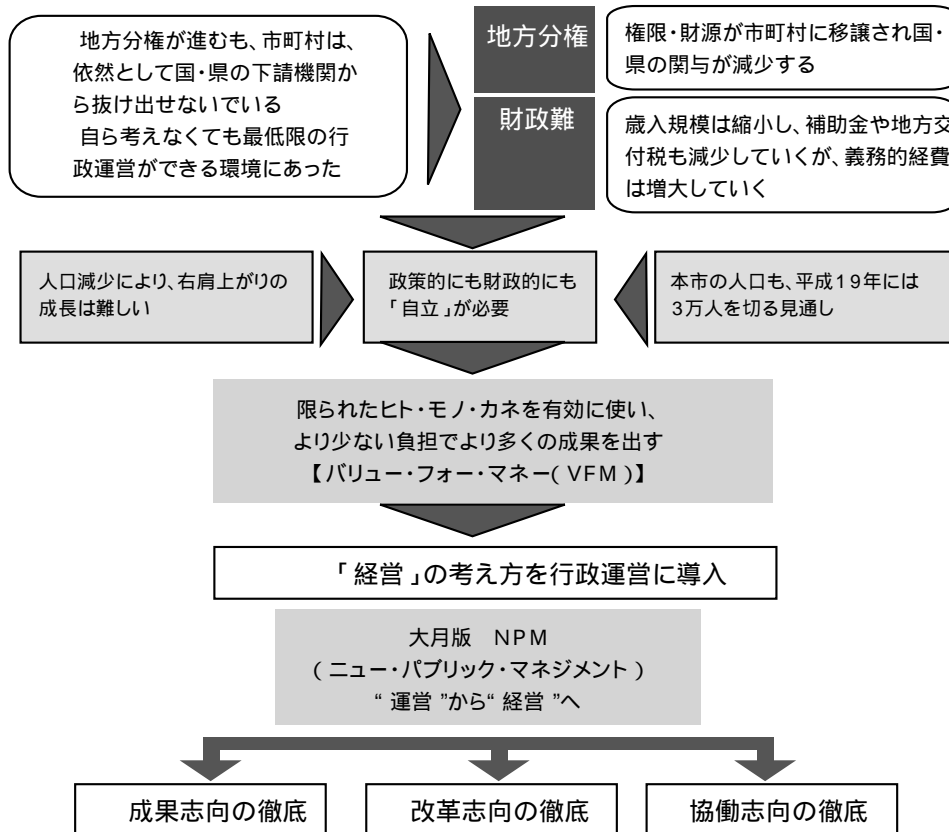 地方分権が進むも、市町村は、
依然として国・県の下請機関か
ら抜け出せないでいる
自ら考えなくても最低限の行
政運営ができる環境にあった
地方分権
権限・財源が市町村に移譲され国・
県の関与が減少する
財政難
歳入規模は縮小し、補助金や地方交
付税も減少していくが、義務的経費
は増大していく
人口減少により、右肩上がりの
成長は難しい
政策的にも財政的にも
「自立」が必要
本市の人口も、平成19年には
3万人を切る見通し
限られたヒト・モノ・カネを有効に使い、
より少ない負担でより多くの成果を出す
【バリュー・フォー・マネー(VFM)】
「経営」の考え方を行政運営に導入
大月版 NPM
(ニュー・パブリック・マネジメント)
“運営”から“経営”へ
成果志向の徹底
改革志向の徹底
協働志向の徹底